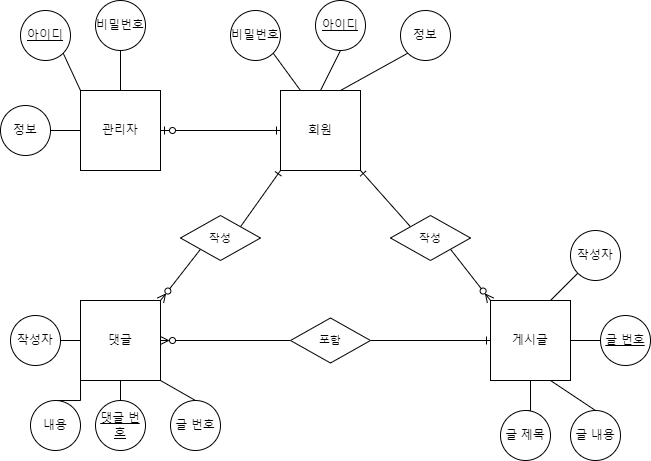 비밀번호
아이디
비밀번호
아이디
정보
정보
관리자
회원
작성
작성
작성자
작성자
댓글
포함
게시글
글 번호
내용
댓글 번
호
글 번호
글 제목
글 내용